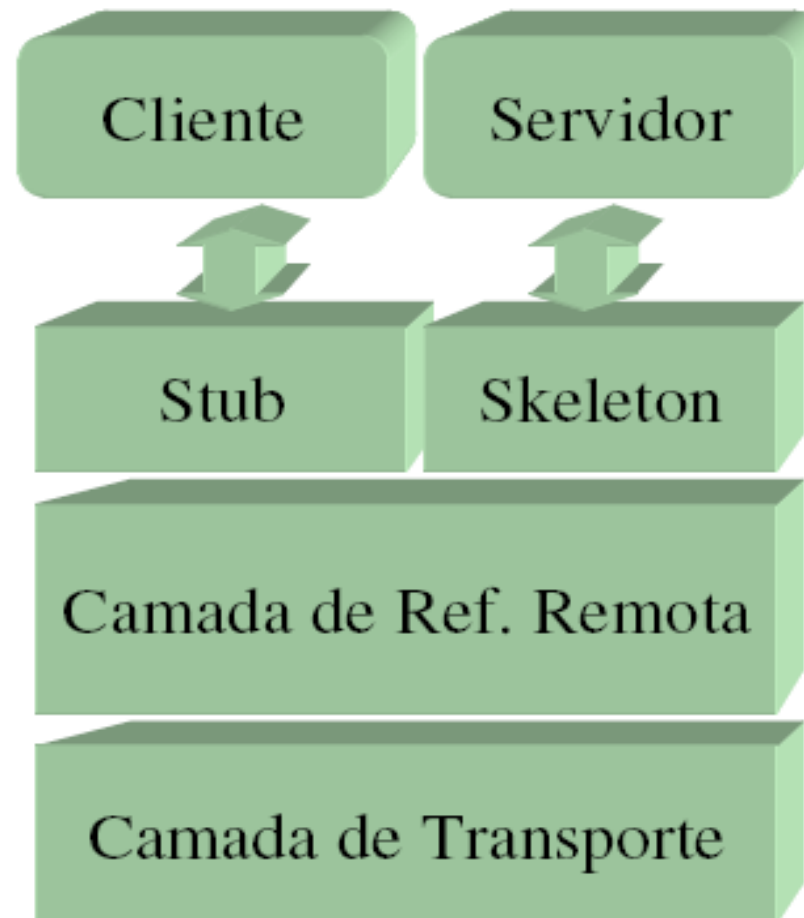 Cliente
Servidor
Stub
Skeleton
Camada de Ref. Remota
Camada de Transporte